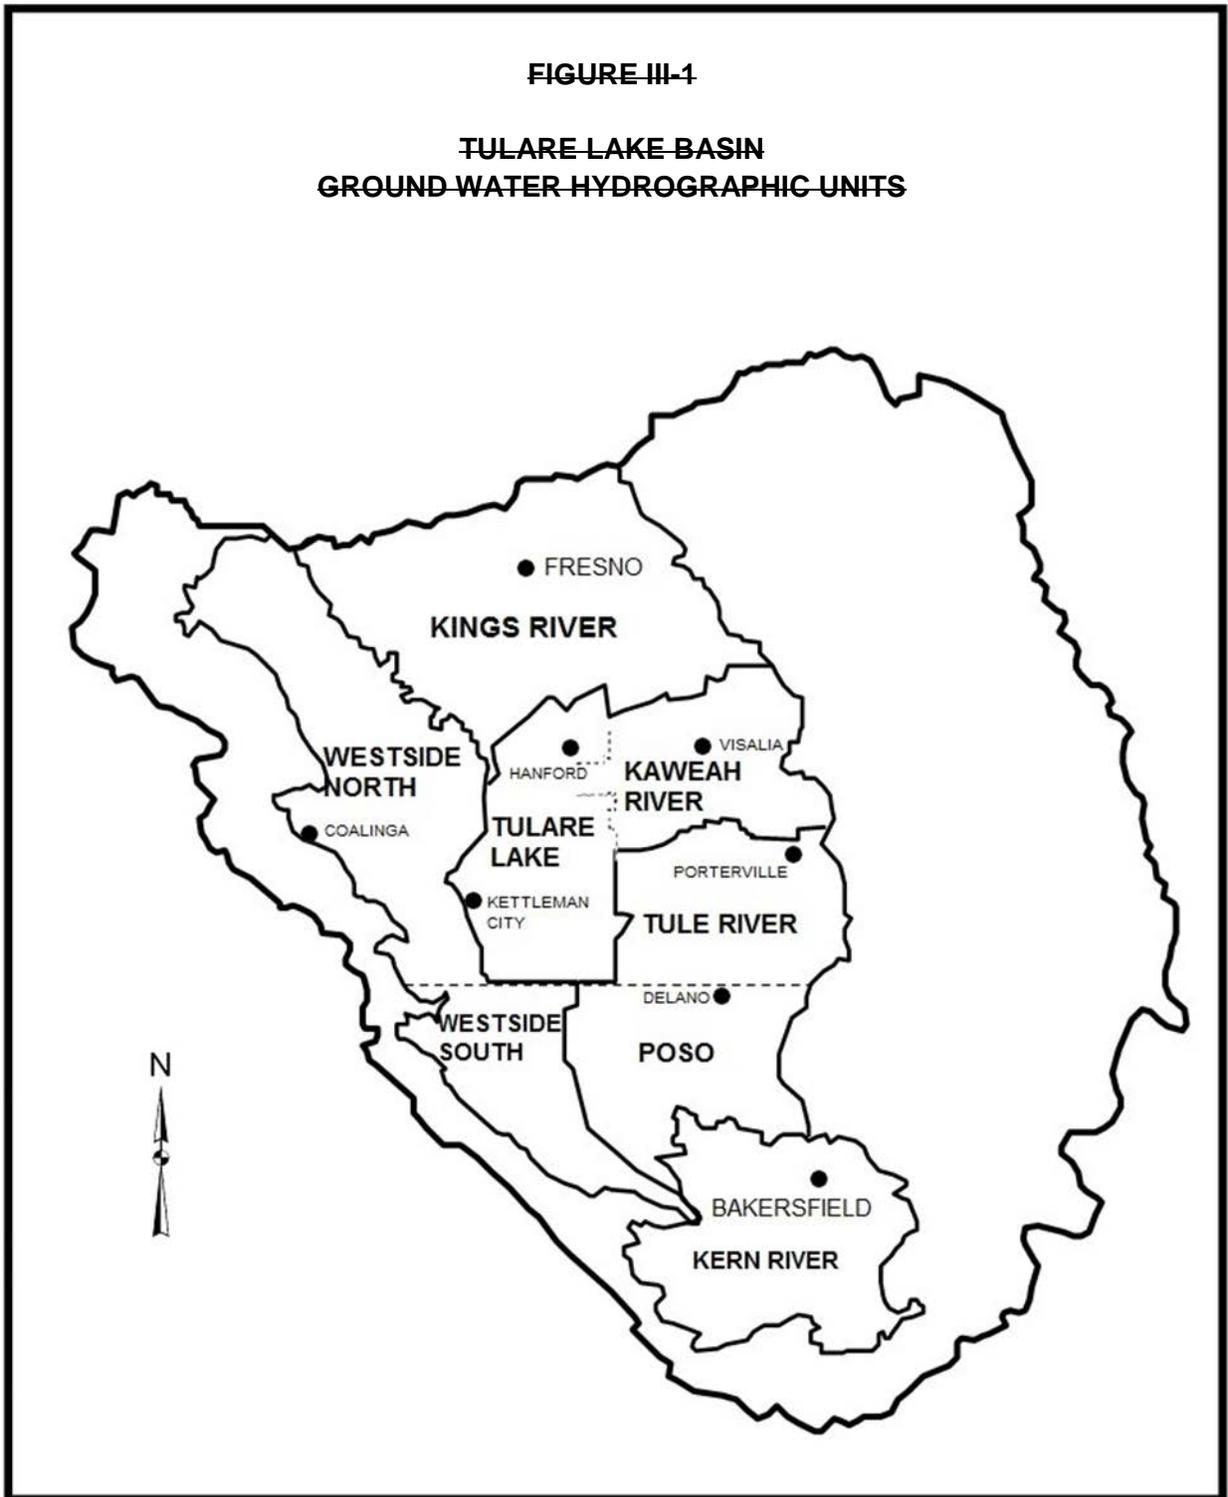 FIGURE III-1
TULARE LAKE BASIN
GROUND WATER HYDROGRAPHIC UNITS
FRESNO
KINGS RIVER
WESTSIDE
NORTH
HANFORD
VISALIA
KAWEAH
RIVER
COALINGA
TULARE
LAKE
PORTERVILLE
KETTLEMAN
CITY
TULE RIVER
DELANO
WESTSIDE
SOUTH
POSO
N
BAKERSFIELD
KERN RIVER